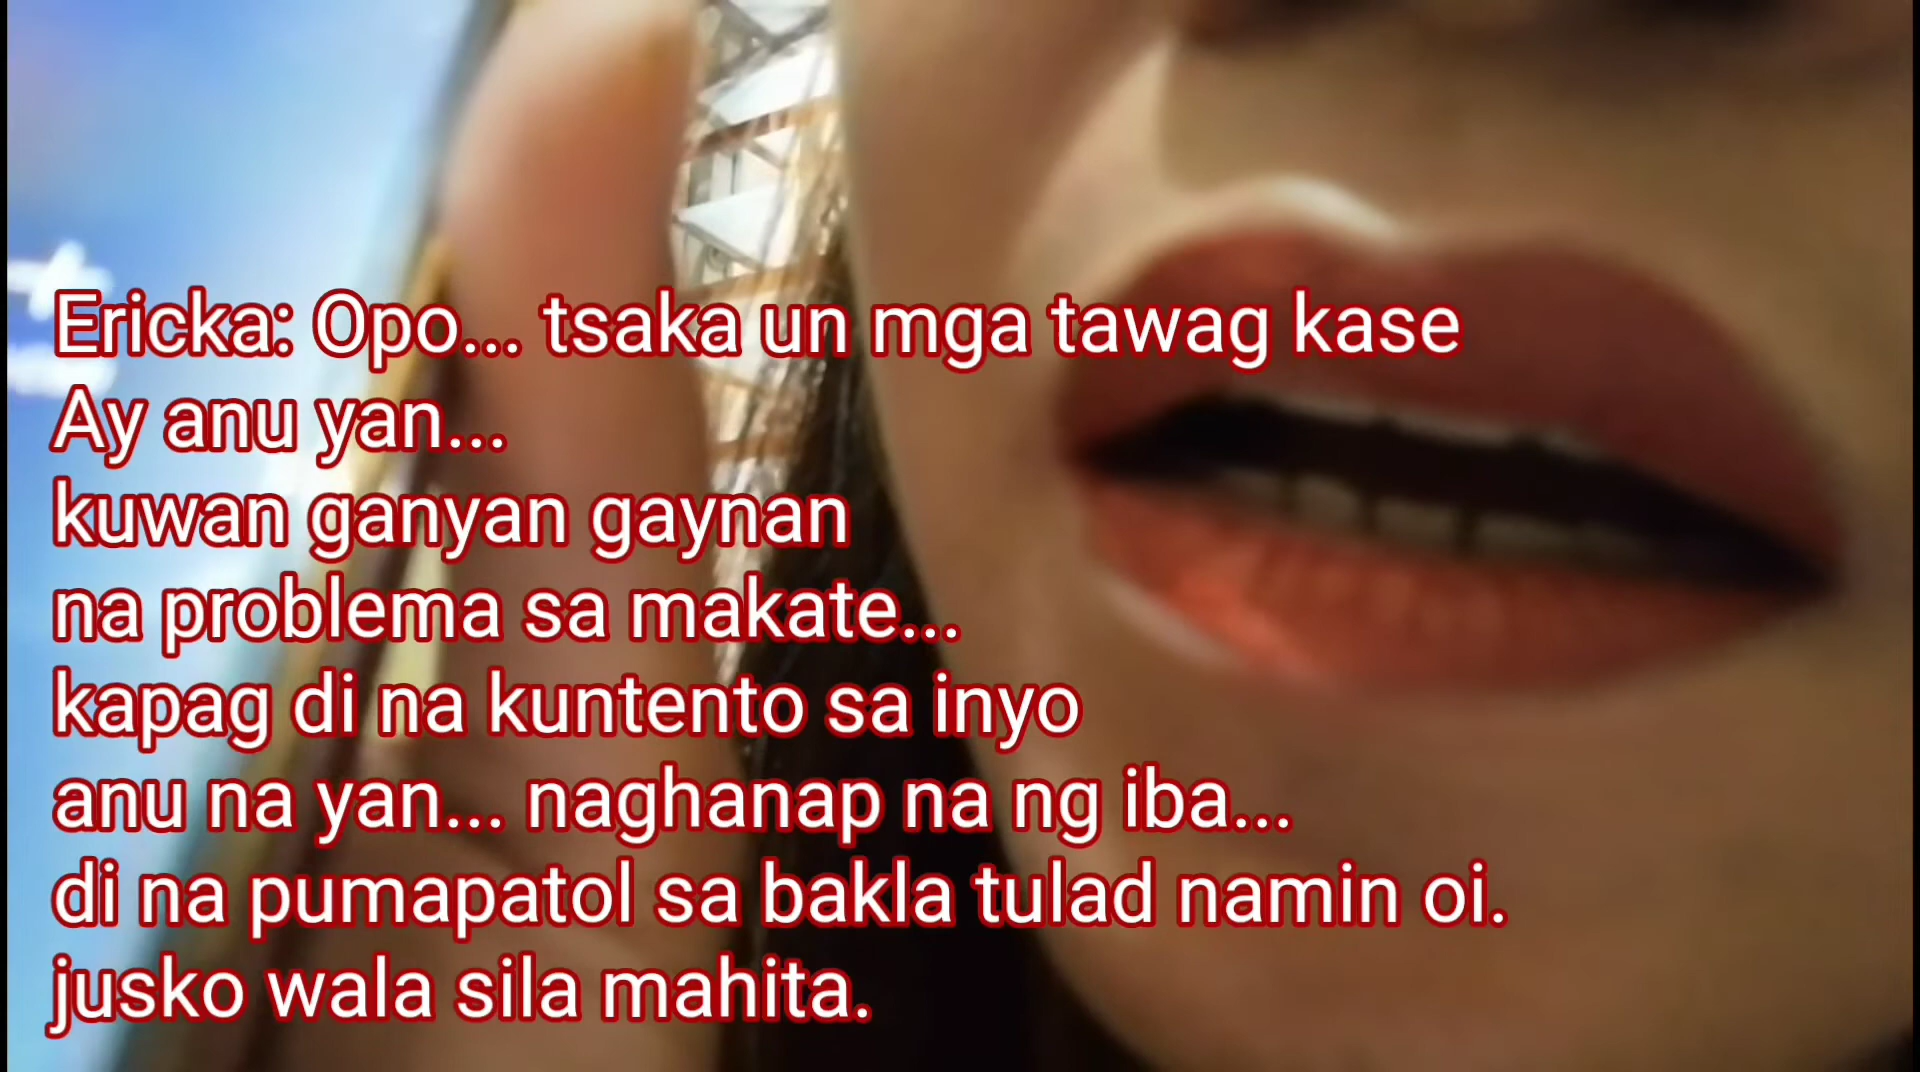 Ericka: Opo... tsaka un mga tawag kase
Ay anu yan...
kuwan ganyan gaynan
na problema sa makate...
kapag di na kuntento sa inyo
anu na yan... naghanap na ng iba...
di na pumapatol sa bakla tulad namin oi.
jusko wala sila mahita.